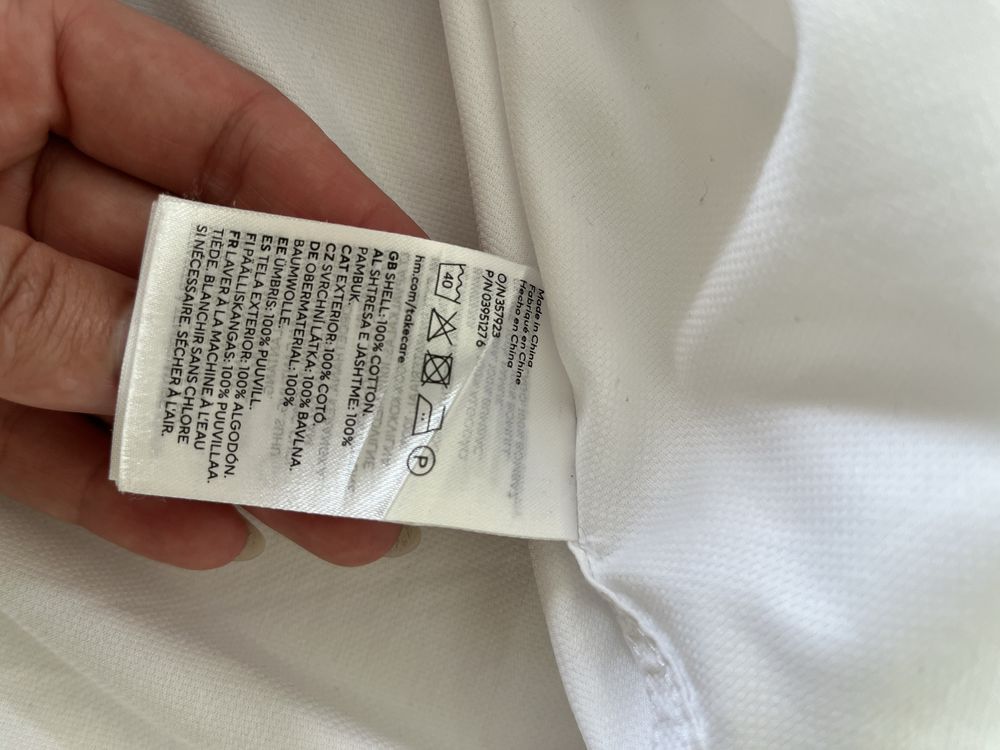 Made in China
Fabriqué en Chine
Hecho en China
O/N 357923
P/N 03951276
40
P
hm.com/takecare
GB SHELL: 100% COTTON.
AL SHTRESA E JASHTME: 100%
PAMBUK.
CAT EXTERIOR: 100% COTÓ.
CZ SVRCHNÍ LÁTKA: 100% BAVLNA.
DE OBERMATERIAL: 100%
BAUMWOLLE.
EE ÜMBRIS: 100% PUUVILL.
ES TELA EXTERIOR: 100% ALGODÓN.
FI PÄÄLLISKANGAS: 100% PUUVILLAA.
FR LAVER À LA MACHINE À L'EAU
TIÈDE. BLANCHIR SANS CHLORE
SI NÉCESSAIRE. SÉCHER À L'AIR.